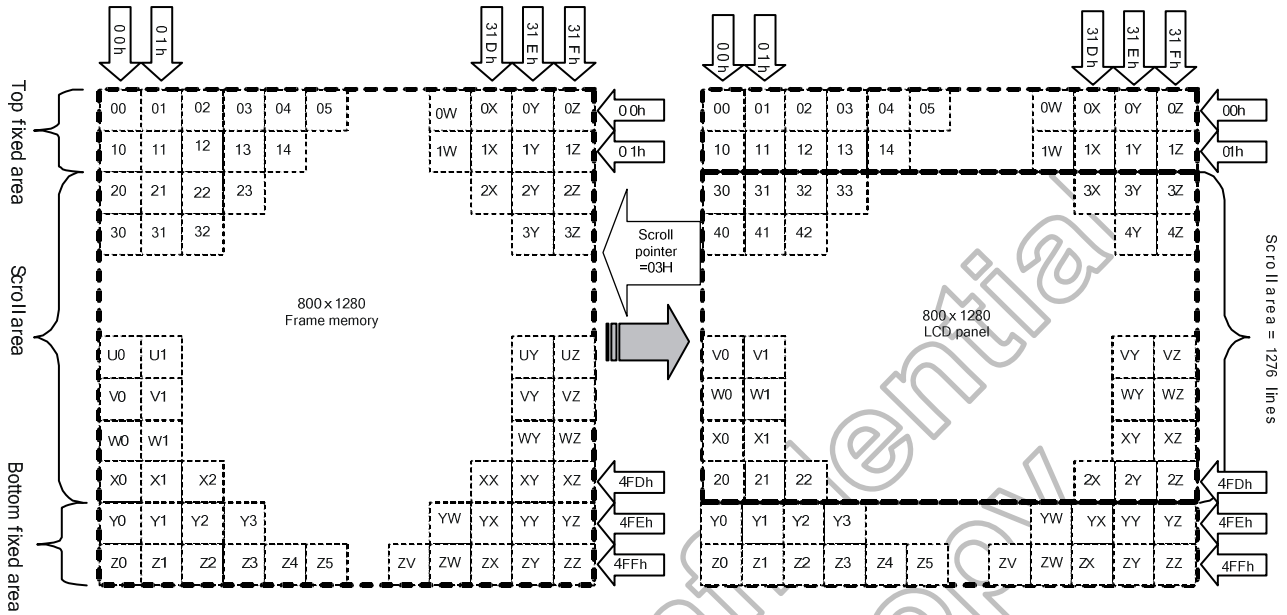 00h 01h 31Dh 31Eh 31Fh 00h 01h 31Dh 31Eh 31Fh
Top fixed area
Scroll area
Bottom fixed area
00 01 02 03 04 05 0W 0X 0Y 0Z 00h
10 11 12 13 14 1W 1X 1Y 1Z 01h
20 21 22 23 2X 2Y 2Z
30 31 32 3Y 3Z
800 x 1280
Frame memory
U0 U1 UY UZ
V0 V1 VY VZ
W0 W1 WY WZ
X0 X1 X2 XX XY XZ 4FDh
Y0 Y1 Y2 Y3 YW YX YY YZ 4FEh
Z0 Z1 Z2 Z3 Z4 Z5 ZV ZW ZX ZY ZZ 4FFh
Scroll
pointer
=03H
00 01 02 03 04 05 0W 0X 0Y 0Z 00h
10 11 12 13 14 1W 1X 1Y 1Z 01h
30 31 32 33 3X 3Y 3Z
40 41 42 4Y 4Z
800 x 1280
LCD panel
V0 V1 VY VZ
W0 W1 WY WZ
X0 X1 XY XZ
20 21 22 2X 2Y 2Z 4FDh
Y0 Y1 Y2 Y3 YW YX YY YZ 4FEh
Z0 Z1 Z2 Z3 Z4 Z5 ZV ZW ZX ZY ZZ 4FFh
Scroll area = 1276 lines